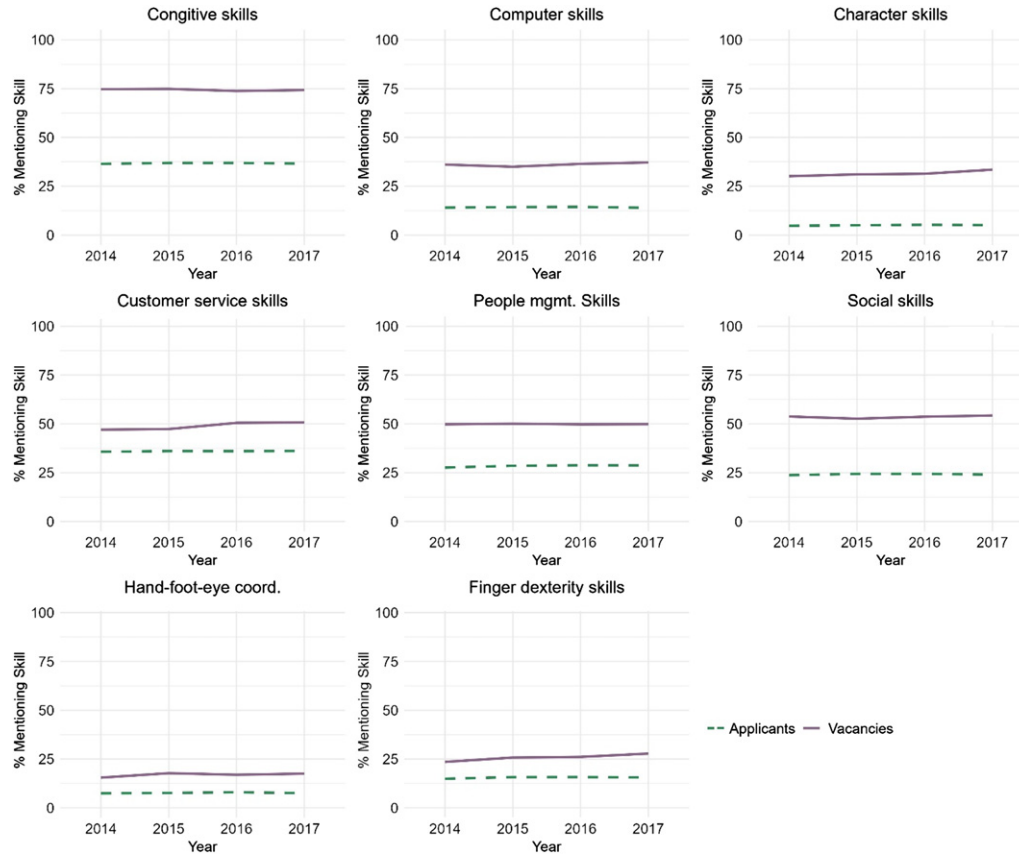 Congitive skills
100
75
50
25
0
% Mentioning Skill
2014 2015 2016 2017
Year
Computer skills
100
75
50
25
0
% Mentioning Skill
2014 2015 2016 2017
Year
Character skills
100
75
50
25
0
% Mentioning Skill
2014 2015 2016 2017
Year
Customer service skills
100
75
50
25
0
% Mentioning Skill
2014 2015 2016 2017
Year
People mgmt. Skills
100
75
50
25
0
% Mentioning Skill
2014 2015 2016 2017
Year
Social skills
100
75
50
25
0
% Mentioning Skill
2014 2015 2016 2017
Year
Hand-foot-eye coord.
100
75
50
25
0
% Mentioning Skill
2014 2015 2016 2017
Year
Finger dexterity skills
100
75
50
25
0
% Mentioning Skill
2014 2015 2016 2017
Year
Applicants Vacancies